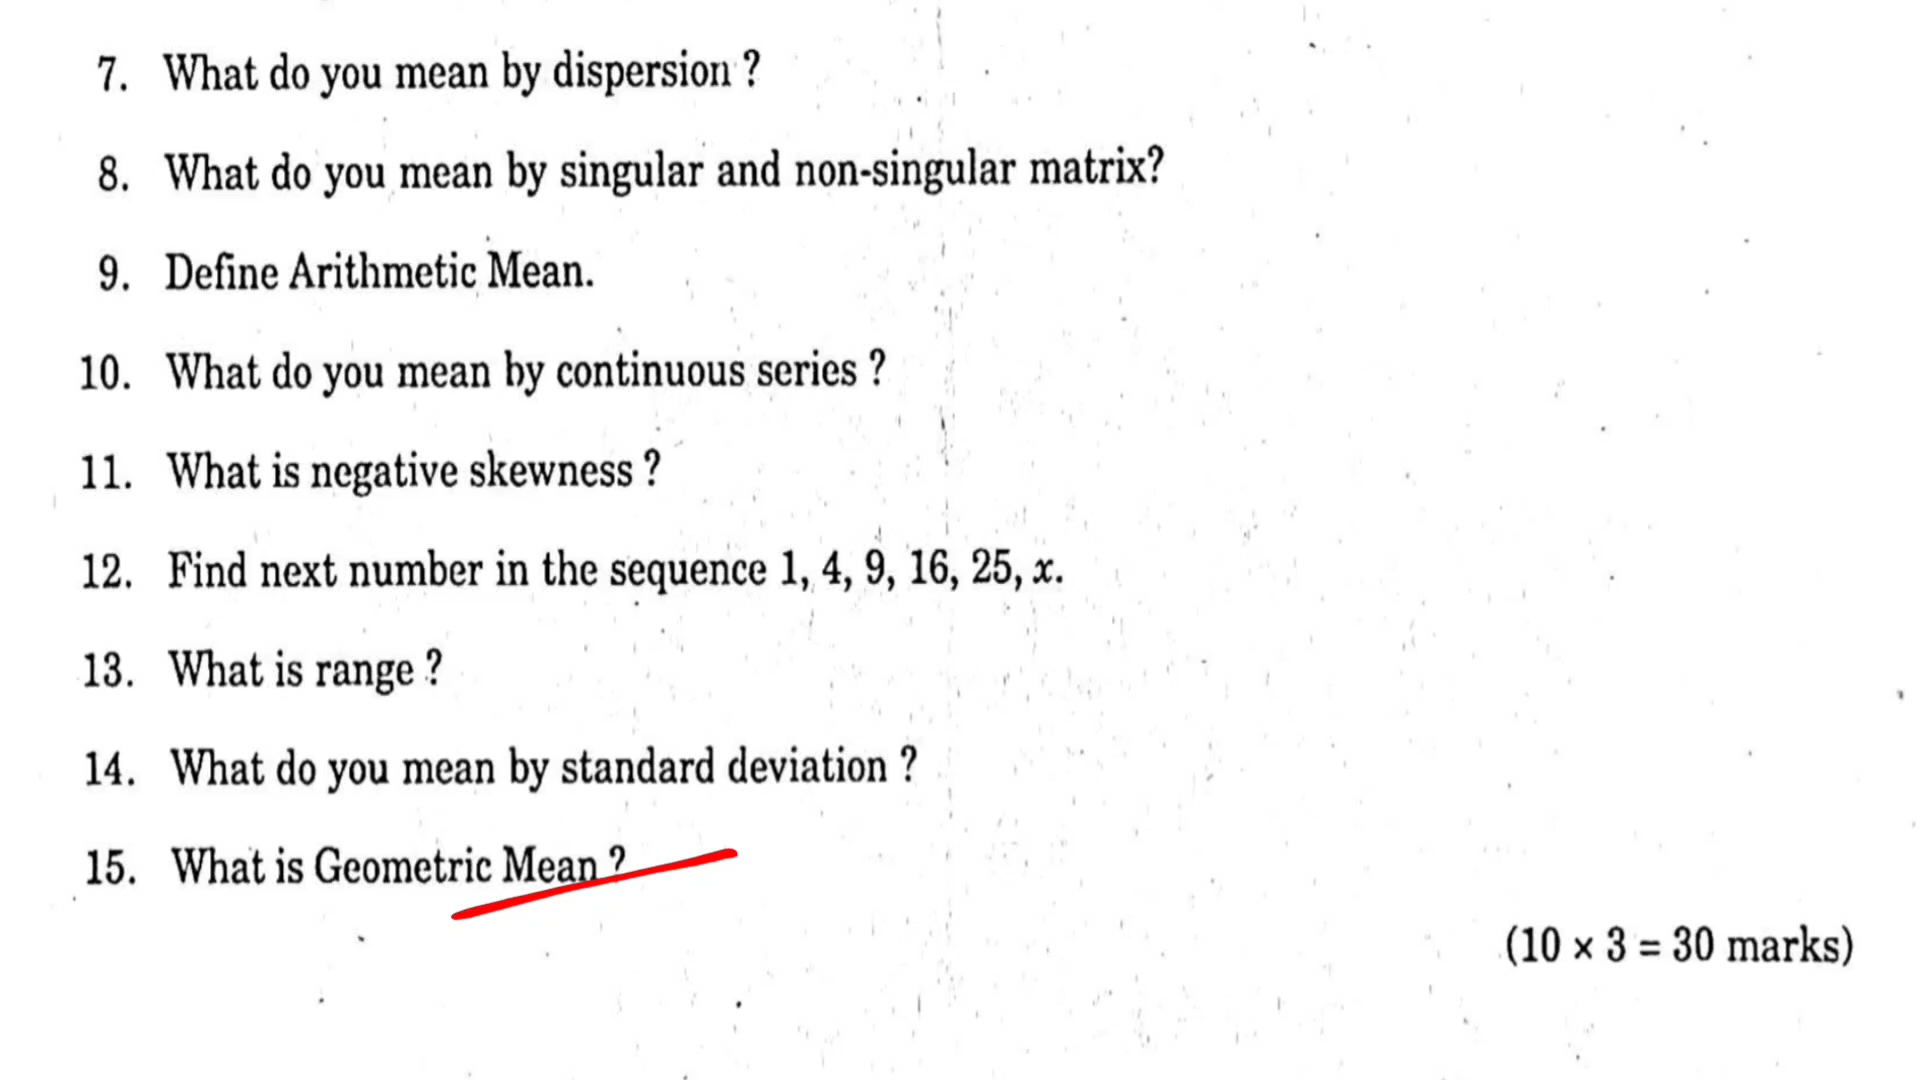 7. What do you mean by dispersion ?
8. What do you mean by singular and non-singular matrix?
9. Define Arithmetic Mean.
10. What do you mean by continuous series ?
11. What is negative skewness ?
12. Find next number in the sequence 1, 4, 9, 16, 25, x.
13. What is range ?
14. What do you mean by standard deviation ?
15. What is Geometric Mean ?
(10 × 3 = 30 marks)